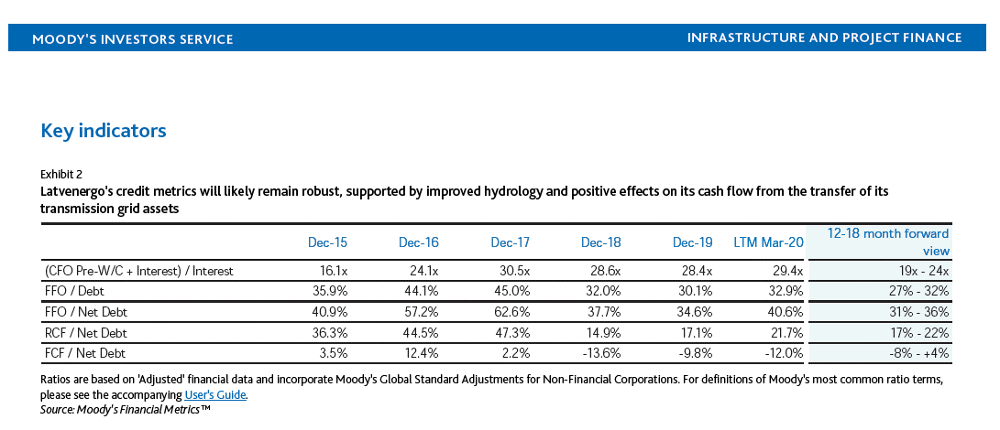 MOODY'S INVESTORS SERVICE INFRASTRUCTURE AND PROJECT FINANCE
Key indicators
Exhibit 2
Latvenergo's credit metrics will likely remain robust, supported by improved hydrology and positive effects on its cash flow from the transfer of its
transmission grid assets
Dec-15 Dec-16 Dec-17 Dec-18 Dec-19 LTM Mar-20 12-18 month forward
view
(CFO Pre-W/C + Interest) / Interest 16.1x 24.1x 30.5x 28.6x 28.4x 29.4x 19x - 24x
FFO / Debt 35.9% 44.1% 45.0% 32.0% 30.1% 32.9% 27% - 32%
FFO / Net Debt 40.9% 57.2% 62.6% 37.7% 34.6% 40.6% 31% - 36%
RCF / Net Debt 36.3% 44.5% 47.3% 14.9% 17.1% 21.7% 17% - 22%
FCF / Net Debt 3.5% 12.4% 2.2% -13.6% -9.8% -12.0% -8% - +4%
Ratios are based on 'Adjusted' financial data and incorporate Moody's Global Standard Adjustments for Non-Financial Corporations. For definitions of Moody's most common ratio terms,
please see the accompanying User's Guide.
Source: Moody's Financial Metrics™